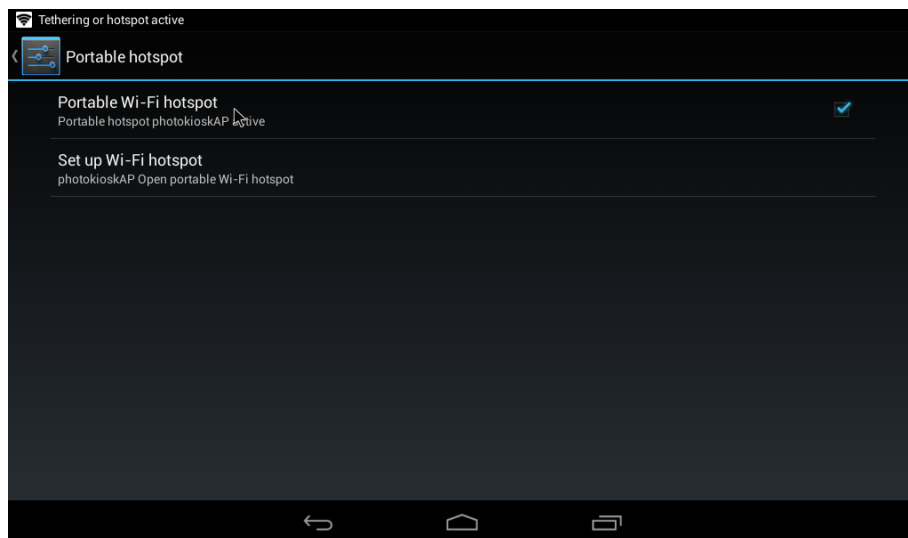 Tethering or hotspot active
Portable hotspot
Portable Wi-Fi hotspot
Portable hotspot photokioskAP active
Set up Wi-Fi hotspot
photokioskAP Open portable Wi-Fi hotspot